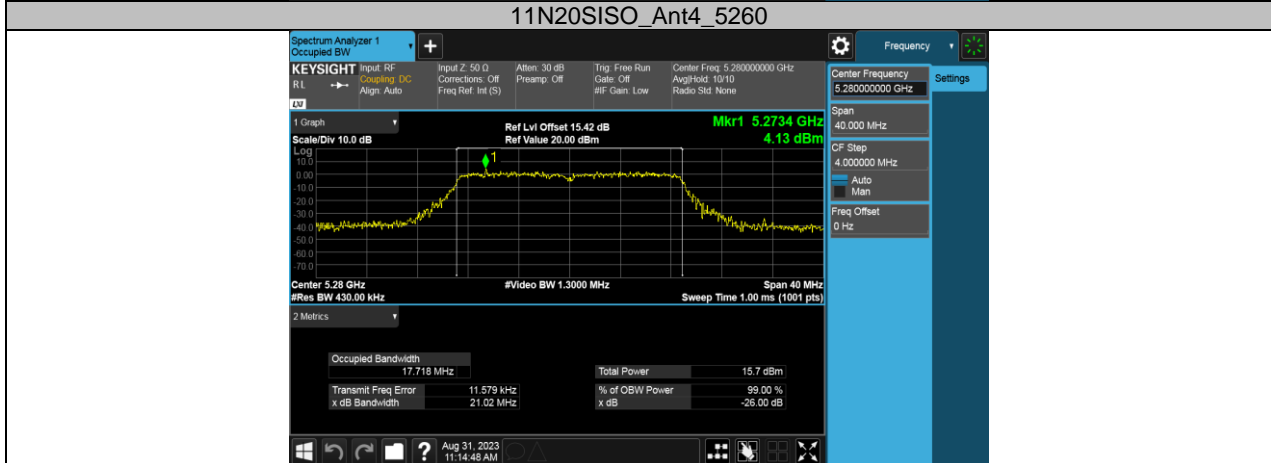 11N20SISO_Ant4_5260
Spectrum Analyzer 1
Occupied BW
+
Frequency
KEYSIGHT
RL
Input: RF
Coupling: DC
Align: Auto
Input Z: 50 Ω
Corrections: Off
Freq Ref: Int (S)
Atten: 30 dB
Preamp: Off
Trig: Free Run
Gate: Off
#IF Gain: Low
Center Freq: 5.280000000 GHz
Avg|Hold: 10/10
Radio Std: None
LXI
Center Frequency
5.280000000 GHz
Settings
Span
40.000 MHz
CF Step
4.000000 MHz
Auto
Man
Freq Offset
0 Hz
1 Graph
Ref Lvl Offset 15.42 dB
Mkr1 5.2734 GHz
Scale/Div 10.0 dB
Ref Value 20.00 dBm
4.13 dBm
Log
1
10.0
0.00
-10.0
-20.0
-30.0
-40.0
-50.0
-60.0
-70.0
Center 5.28 GHz
#Video BW 1.3000 MHz
Span 40 MHz
#Res BW 430.00 kHz
Sweep Time 1.00 ms (1001 pts)
2 Metrics
Occupied Bandwidth
17.718 MHz
Total Power 15.7 dBm
Transmit Freq Error 11.579 kHz
% of OBW Power 99.00 %
x dB Bandwidth 21.02 MHz
x dB -26.00 dB
?
Aug 31, 2023
11:14:48 AM